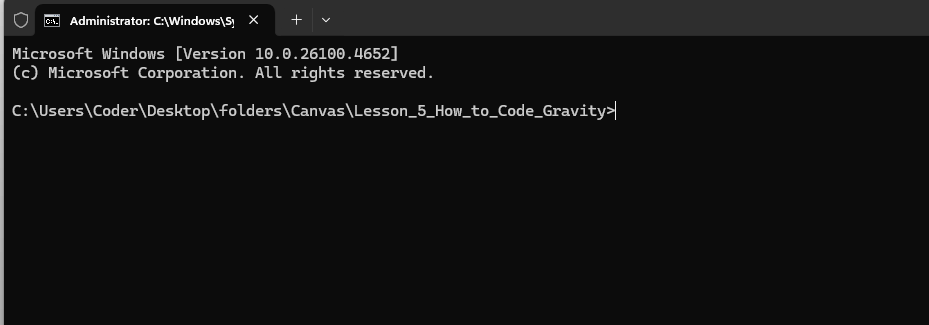 Administrator: C:\Windows\Sy
Microsoft Windows [Version 10.0.26100.4652]
(c) Microsoft Corporation. All rights reserved.
C:\Users\Coder\Desktop\folders\Canvas\Lesson_5_How_to_Code_Gravity>